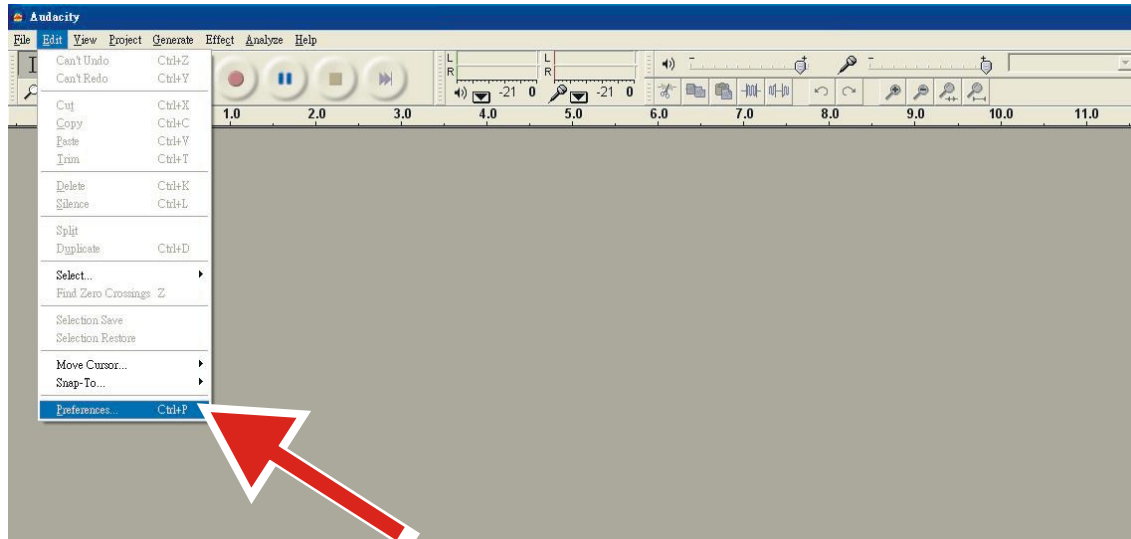 Audacity
File Edit View Project Generate Effect Analyze Help
Can't Undo Ctrl+Z
Can't Redo Ctrl+Y
Cut Ctrl+X
Copy Ctrl+C
Paste Ctrl+V
Trim Ctrl+T
Delete Ctrl+K
Silence Ctrl+L
Split
Duplicate Ctrl+D
Select...
Find Zero Crossings Z
Selection Save
Selection Restore
Move Cursor...
Snap-To...
Preferences... Ctrl+P
L L
R R
-21 0 -21 0
1.0 2.0 3.0 4.0 5.0 6.0 7.0 8.0 9.0 10.0 11.0